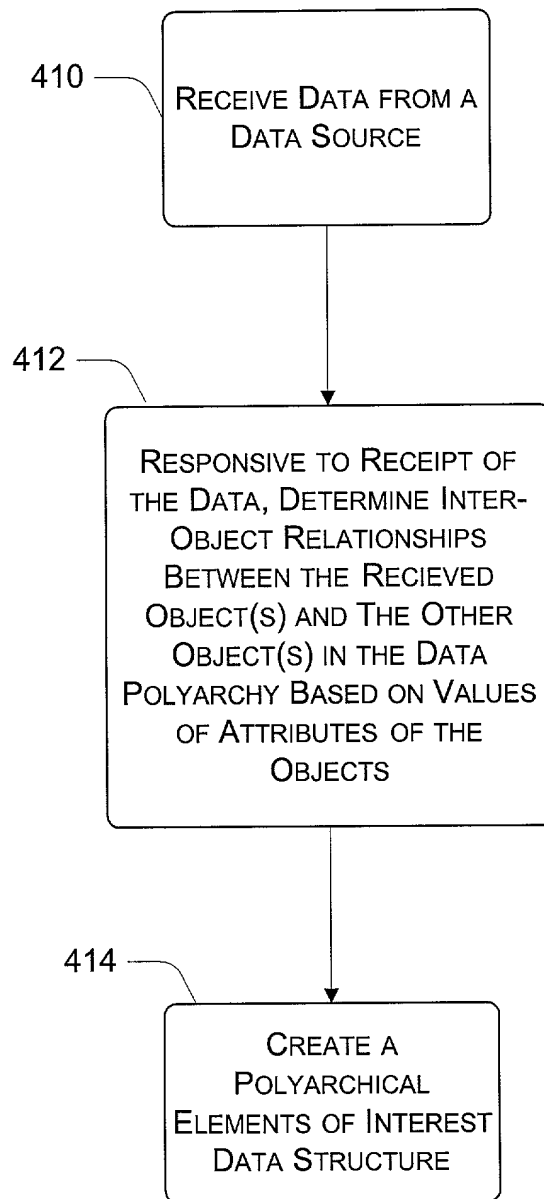 410
RECEIVE DATA FROM A
DATA SOURCE
412
RESPONSIVE TO RECEIPT OF
THE DATA, DETERMINE INTER-
OBJECT RELATIONSHIPS
BETWEEN THE RECIEVED
OBJECT(S) AND THE OTHER
OBJECT(S) IN THE DATA
POLYARCHY BASED ON VALUES
OF ATTRIBUTES OF THE
OBJECTS
414
CREATE A
POLYARCHICAL
ELEMENTS OF INTEREST
DATA STRUCTURE